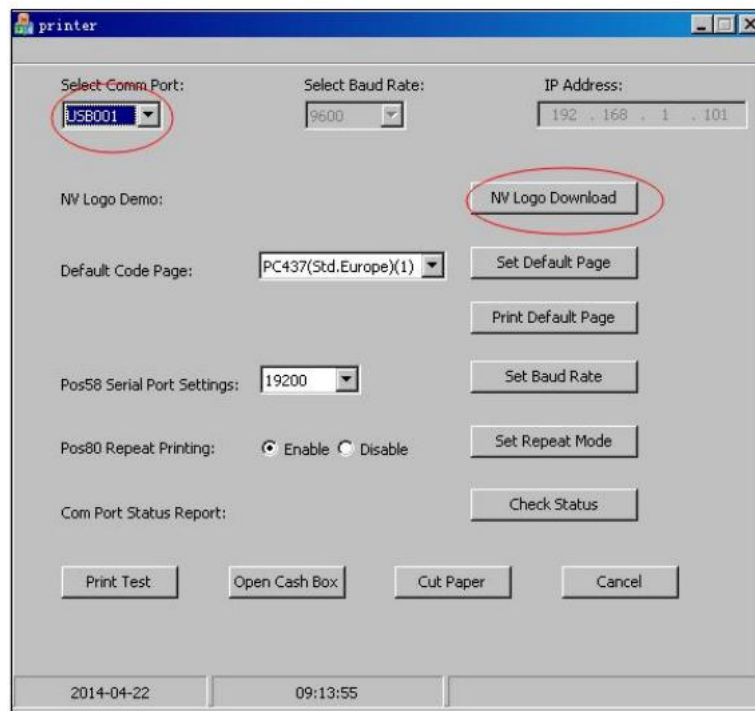 printer
Select Comm Port: Select Baud Rate: IP Address:
USB001 9600 192 . 168 . 1 . 101
NV Logo Demo: NV Logo Download
Default Code Page: PC437(Std.Europe)(1) Set Default Page
Print Default Page
Pos58 Serial Port Settings: 19200 Set Baud Rate
Pos80 Repeat Printing: Enable Disable Set Repeat Mode
Com Port Status Report: Check Status
Print Test Open Cash Box Cut Paper Cancel
2014-04-22 09:13:55